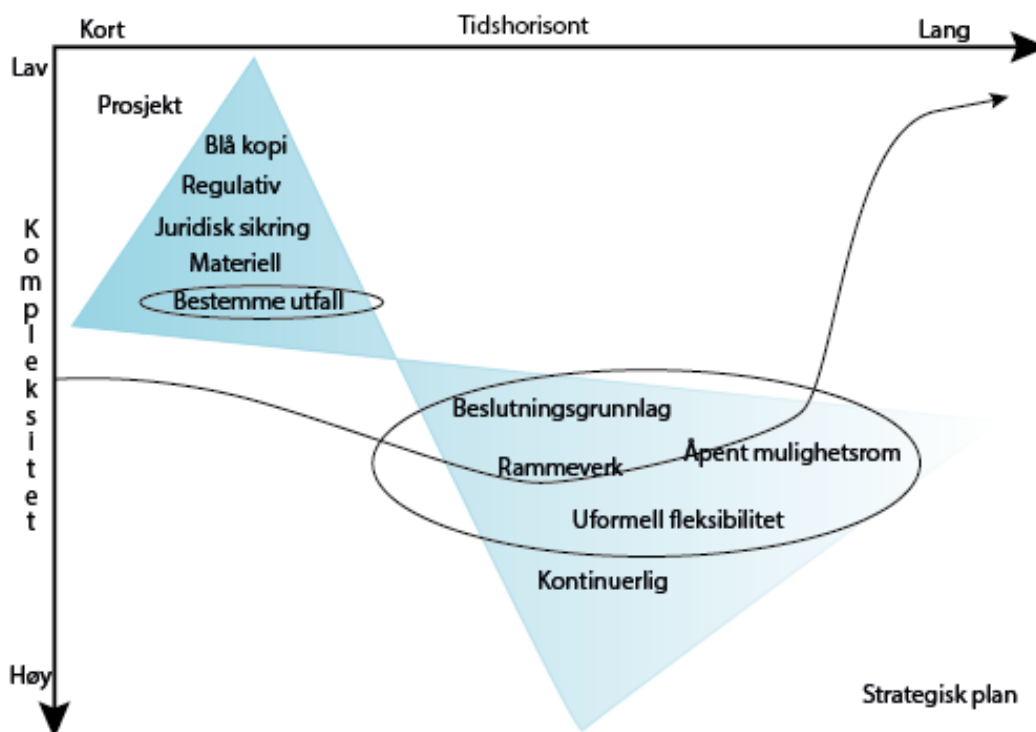 Kort
Tidshorisont
Lang
Lav
Prosjekt
Blå kopi
Regulativ
Juridisk sikring
Materiell
Bestemme utfall
Kompleksitet
Beslutningsgrunnlag
Åpent mulighetsrom
Rammeverk
Uformell fleksibilitet
Kontinuerlig
Høy
Strategisk plan